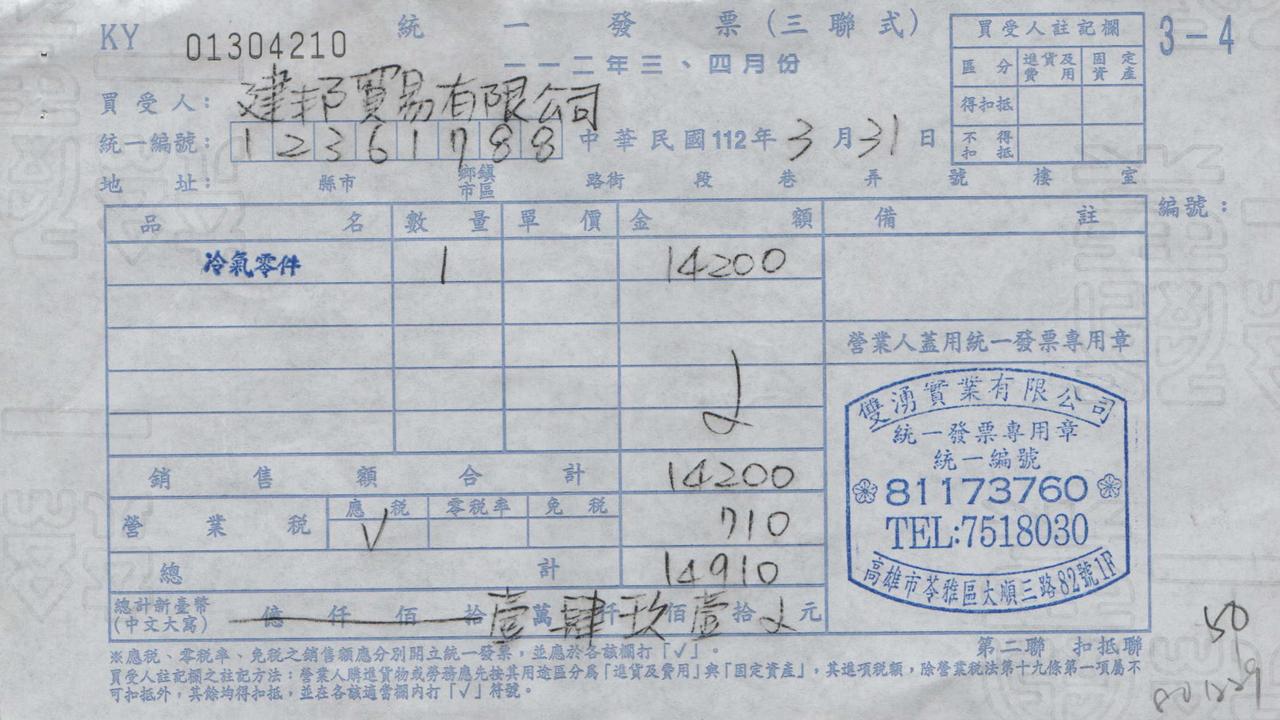 KY 01304210 統一發票(三聯式)
一一二年三、四月份
買受人註記欄
區分 進貨及費用 固定資產
得扣抵
不得扣抵
3-4
買受人: 建邦貿易有限公司
統一編號: 12361788 中華民國112年3月31日
地址: 縣市 鄉鎮市區 路街 段 巷 弄 號 樓 室
編號:
品名 數量 單價 金額 備註
冷氣零件 1 14200
營業人蓋用統一發票專用章
雙湧實業有限公司
統一發票專用章
統一編號
81173760
TEL:7518030
高雄市苓雅區大順三路82號1F
銷售額合計 14200
營業稅 應稅 V 零稅率 免稅 710
總計 14910
總計新臺幣(中文大寫) 億 仟 佰 拾 壹萬肆仟玖佰壹拾 元
第二聯 扣抵聯
※應稅、零稅率、免稅之銷售額應分別開立統一發票,並應於各該欄打「√」。
買受人註記欄之註記方法:營業人購進貨物或勞務應先按其用途區分為「進貨及費用」與「固定資產」,其進項稅額,除營業稅法第十九條第一項屬不
可扣抵外,其餘均得扣抵,並在各該適當欄內打「√」符號。
50